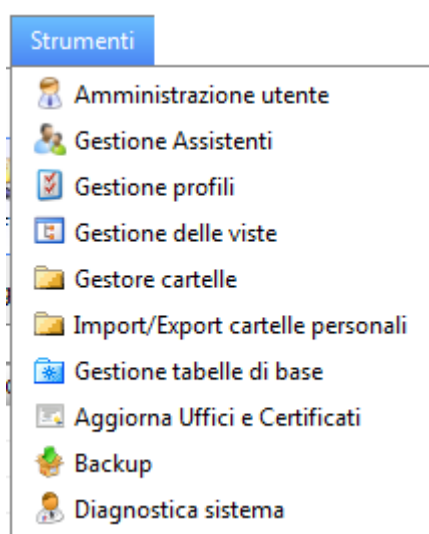 Strumenti
Amministrazione utente
Gestione Assistenti
Gestione profili
Gestione delle viste
Gestore cartelle
Import/Export cartelle personali
Gestione tabelle di base
Aggiorna Uffici e Certificati
Backup
Diagnostica sistema